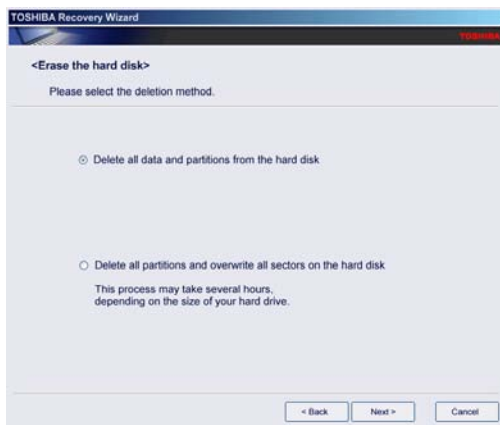 TOSHIBA Recovery Wizard
TOSHIBA
<Erase the hard disk>
Please select the deletion method.
Delete all data and partitions from the hard disk
Delete all partitions and overwrite all sectors on the hard disk
This process may take several hours,
depending on the size of your hard drive.
< Back Next > Cancel